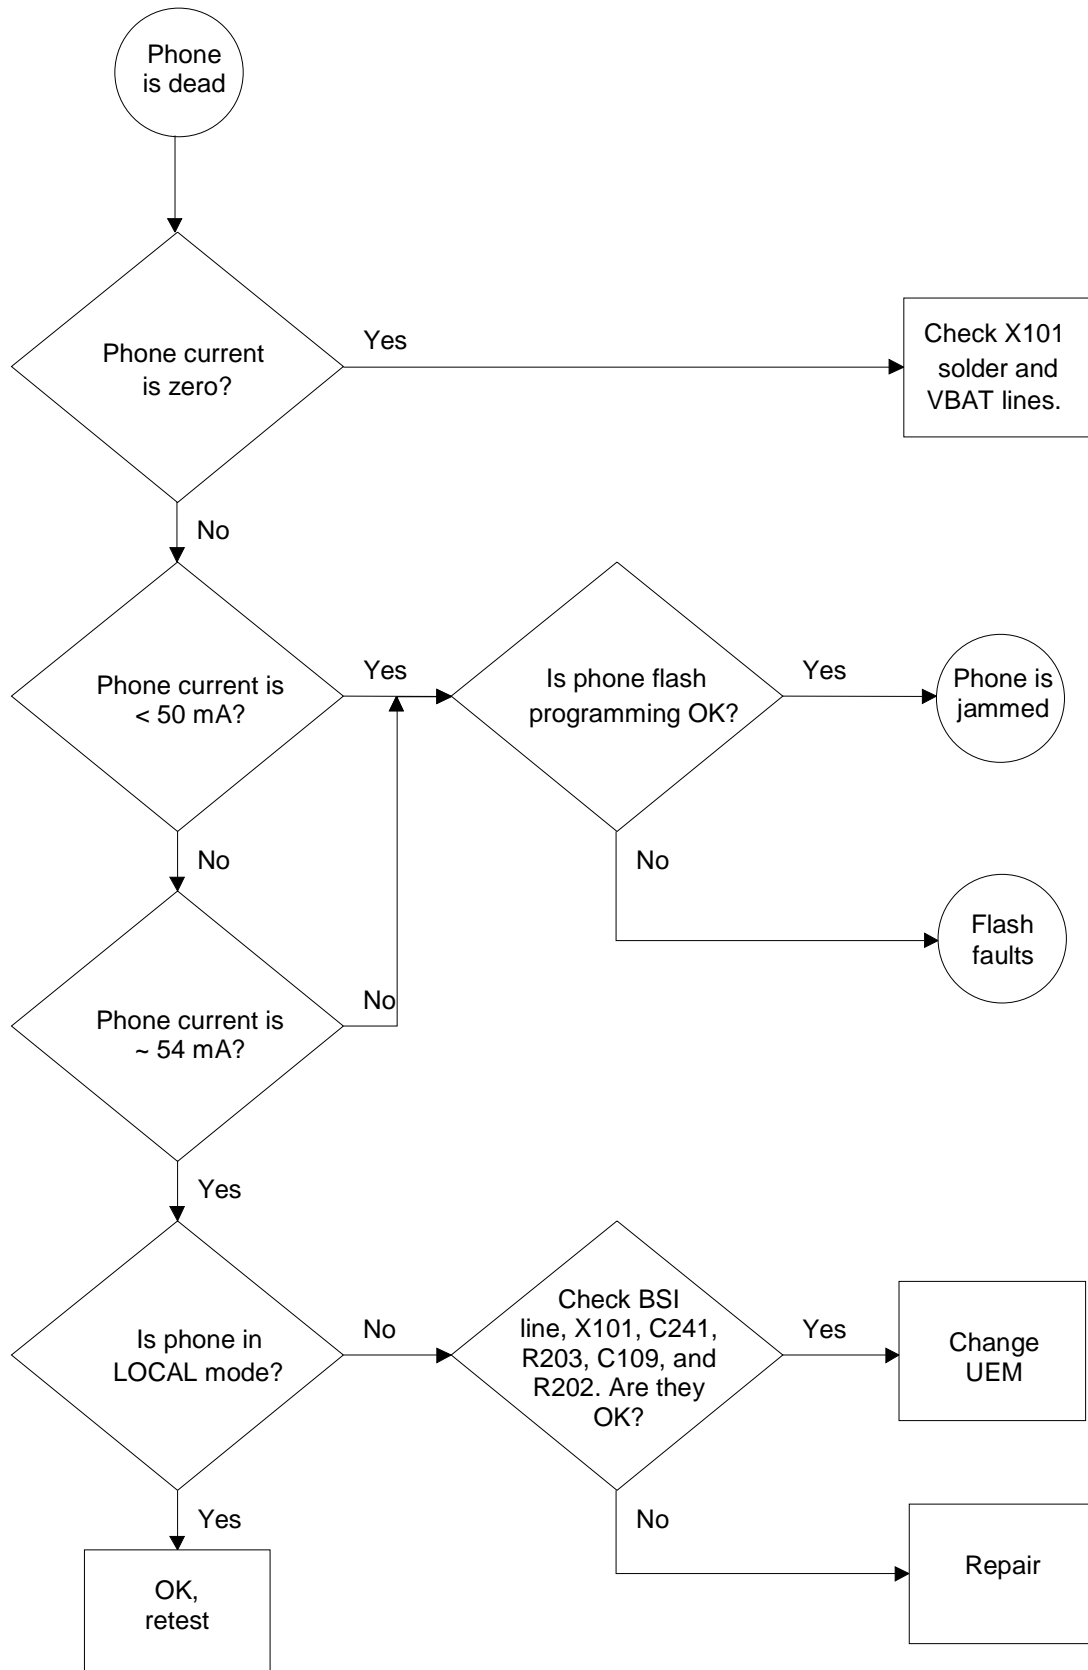 Phone
is dead
Phone current
is zero?
Yes
Check X101
solder and
VBAT lines.
No
Phone current is
< 50 mA?
Yes
Is phone flash
programming OK?
Yes
Phone is
jammed
No
No
Flash
faults
Phone current is
~ 54 mA?
No
Yes
Is phone in
LOCAL mode?
No
Check BSI
line, X101, C241,
R203, C109, and
R202. Are they
OK?
Yes
Change
UEM
Yes
No
Repair
OK,
retest